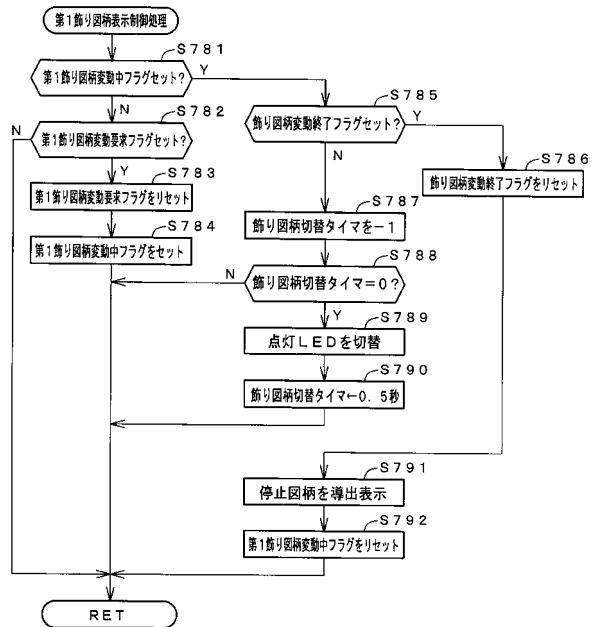 第1飾り図柄表示制御処理
S781
第1飾り図柄変動中フラグセット?
Y
N
S782
N
第1飾り図柄変動要求フラグセット?
Y
S783
第1飾り図柄変動要求フラグをリセット
S784
第1飾り図柄変動中フラグをセット
S785
飾り図柄変動終了フラグセット?
Y
N
S786
飾り図柄変動終了フラグをリセット
S787
飾り図柄切替タイマを-1
S788
N
飾り図柄切替タイマ=0?
Y
S789
点灯LEDを切替
S790
飾り図柄切替タイマ←0.5秒
S791
停止図柄を導出表示
S792
第1飾り図柄変動中フラグをリセット
RET